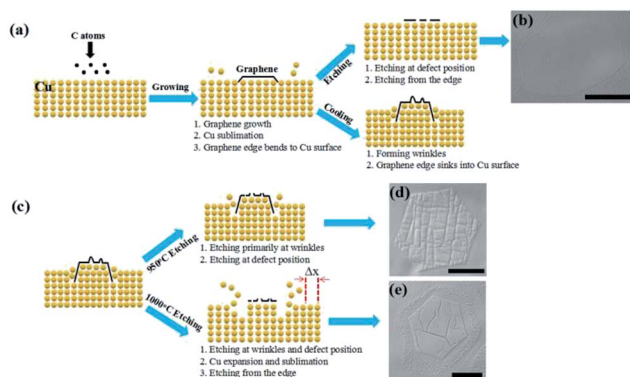 (a)
C atoms
Cu
Growing
Graphene
1. Graphene growth
2. Cu sublimation
3. Graphene edge bends to Cu surface
Etching
1. Etching at defect position
2. Etching from the edge
(b)
Cooling
1. Forming wrinkles
2. Graphene edge sinks into Cu surface
(c)
950°C Etching
1. Etching primarily at wrinkles
2. Etching at defect position
(d)
1000°C Etching
Δx
1. Etching at wrinkles and defect position
2. Cu expansion and sublimation
3. Etching from the edge
(e)